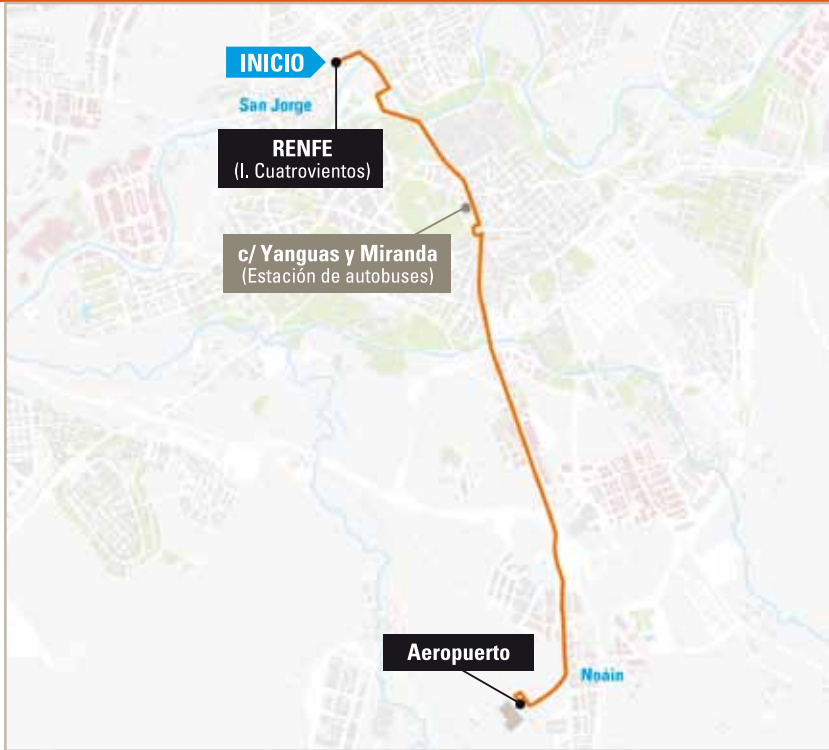 INICIO
San Jorge
RENFE
(I. Cuatrovientos)
c/ Yanguas y Miranda
(Estación de autobuses)
Aeropuerto
Noáin